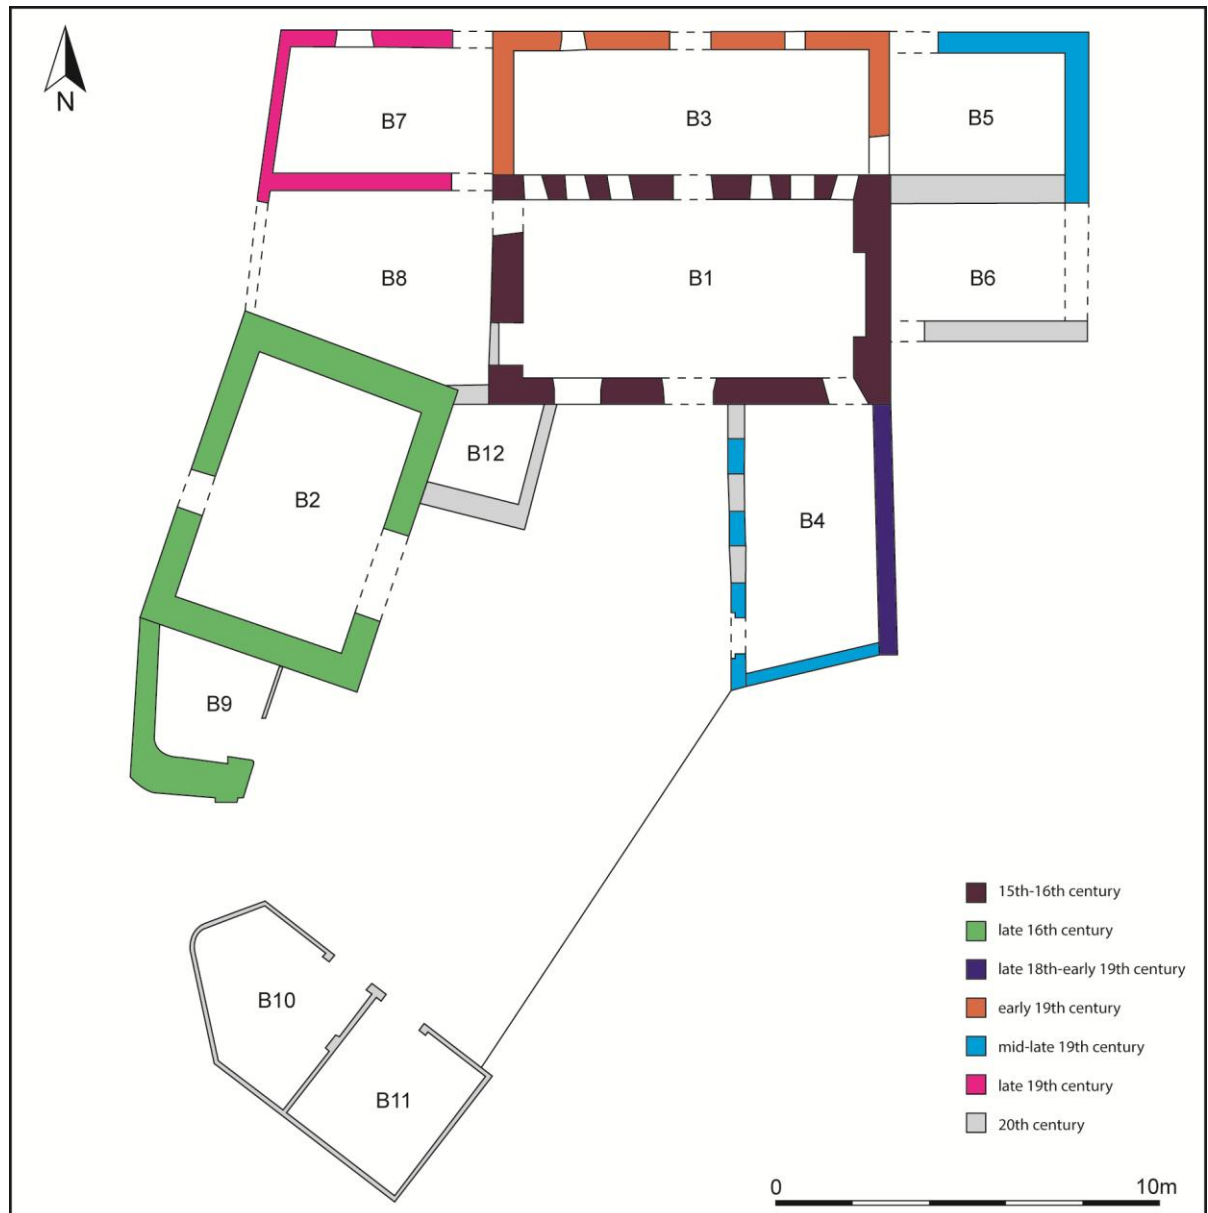 N
B7
B3
B5
B8
B1
B6
B12
B2
B4
B9
B10
B11
15th-16th century
late 16th century
late 18th-early 19th century
early 19th century
mid-late 19th century
late 19th century
20th century
0
10m